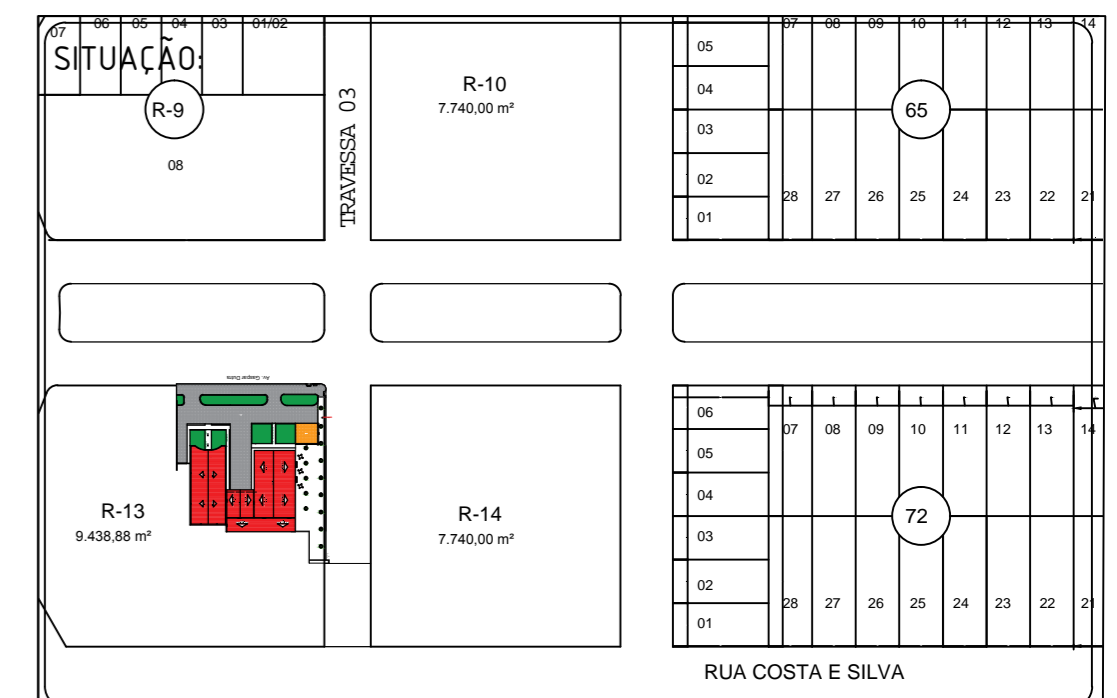 07 06 05 04 03 01/02
SITUAÇÃO:
R-9
08
TRAVESSA 03
R-10
7.740,00 m²
05
04
03
02
01
07 08 09 10 11 12 13 14
65
28 27 26 25 24 23 22 21
Av. Gaspar Dutra
R-13
9.438,88 m²
R-14
7.740,00 m²
06
05
04
03
02
01
07 08 09 10 11 12 13 14
72
28 27 26 25 24 23 22 21
RUA COSTA E SILVA